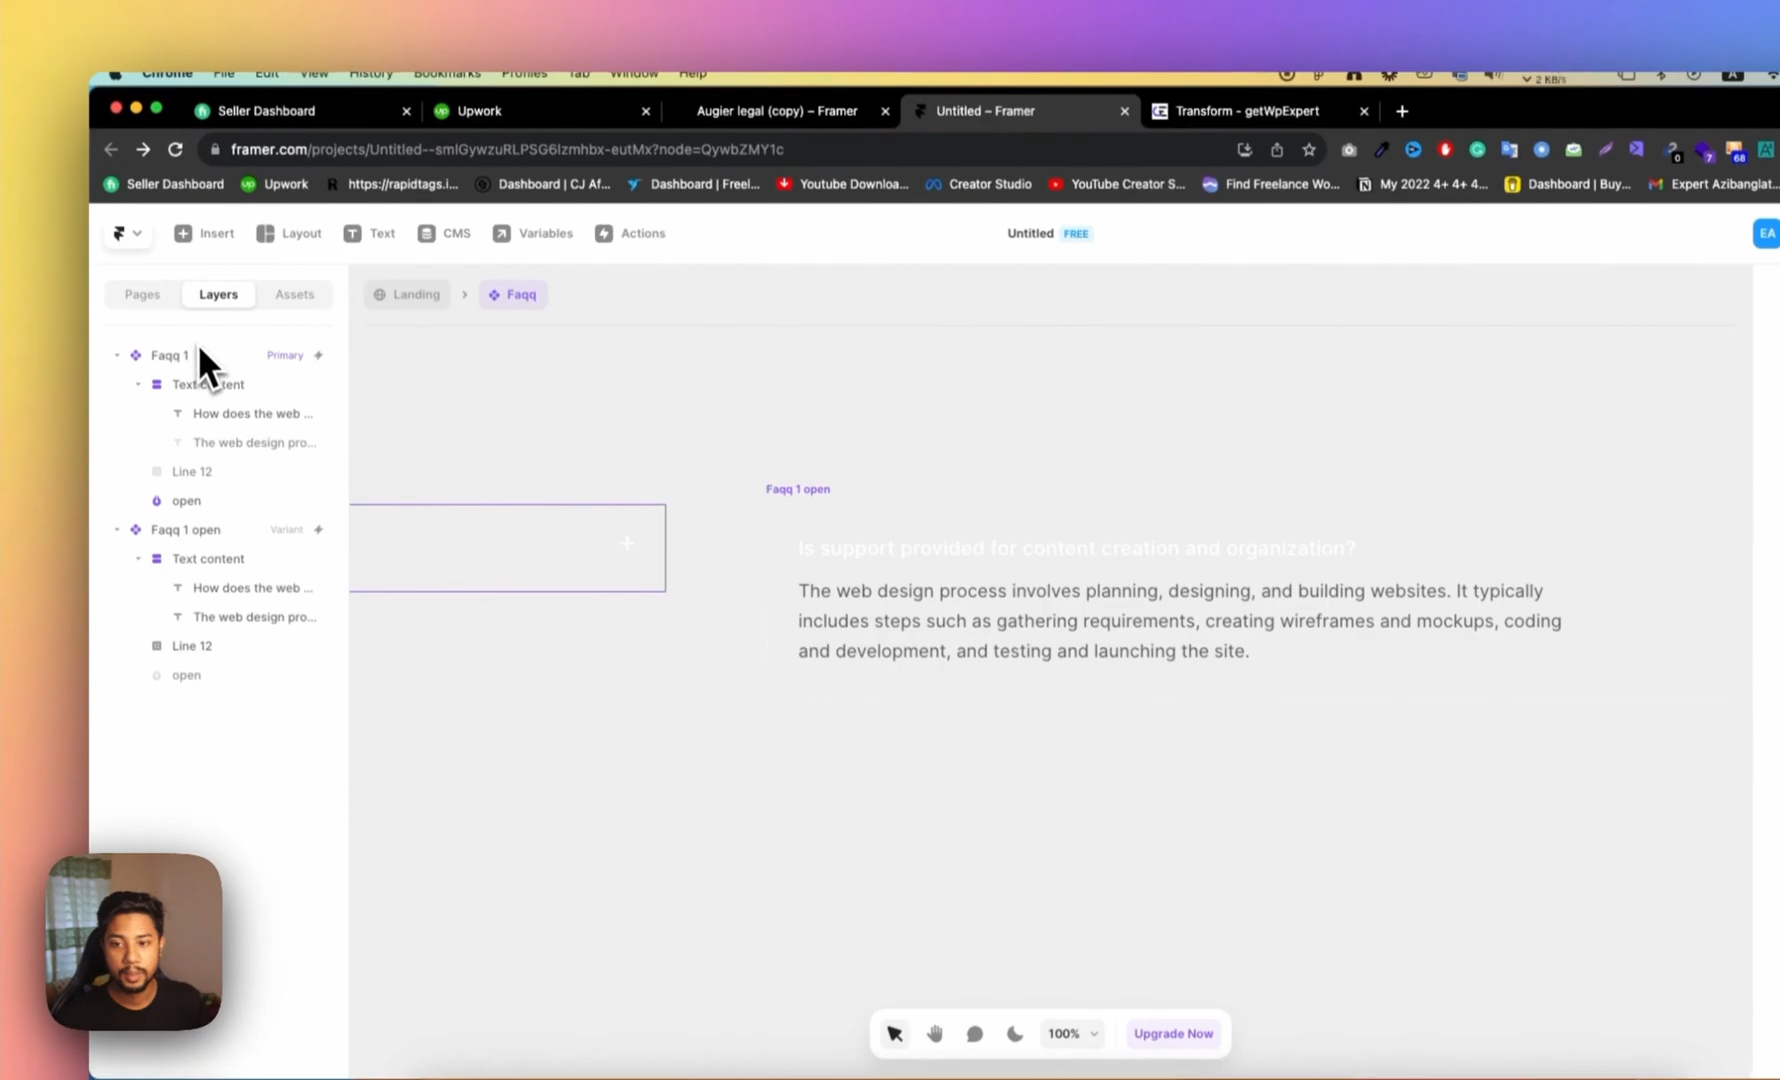 Chrome File Edit View History Bookmarks Profiles Tab Window Help
2 KB/s
A
Seller Dashboard
Upwork
Augier legal (copy) – Framer
Untitled – Framer
Transform - getWpExpert
framer.com/projects/Untitled--smlGywzuRLPSG6lzmhbx-eutMx?node=QywbZMY1c
0
7
68
Seller Dashboard
Upwork
https://rapidtags.i...
Dashboard | CJ Af...
Dashboard | Freel...
Youtube Downloa...
Creator Studio
YouTube Creator S...
Find Freelance Wo...
My 2022 4+ 4+ 4...
Dashboard | Buy...
Expert Azibanglat...
Insert
Layout
Text
CMS
Variables
Actions
Untitled FREE
EA
Pages
Layers
Assets
Landing
Faqq
Faqq 1
Primary
Text content
How does the web ...
The web design pro...
Line 12
open
Faqq 1 open
Variant
Text content
How does the web ...
The web design pro...
Line 12
open
Faqq 1 open
Is support provided for content creation and organization?
The web design process involves planning, designing, and building websites. It typically
includes steps such as gathering requirements, creating wireframes and mockups, coding
and development, and testing and launching the site.
100%
Upgrade Now